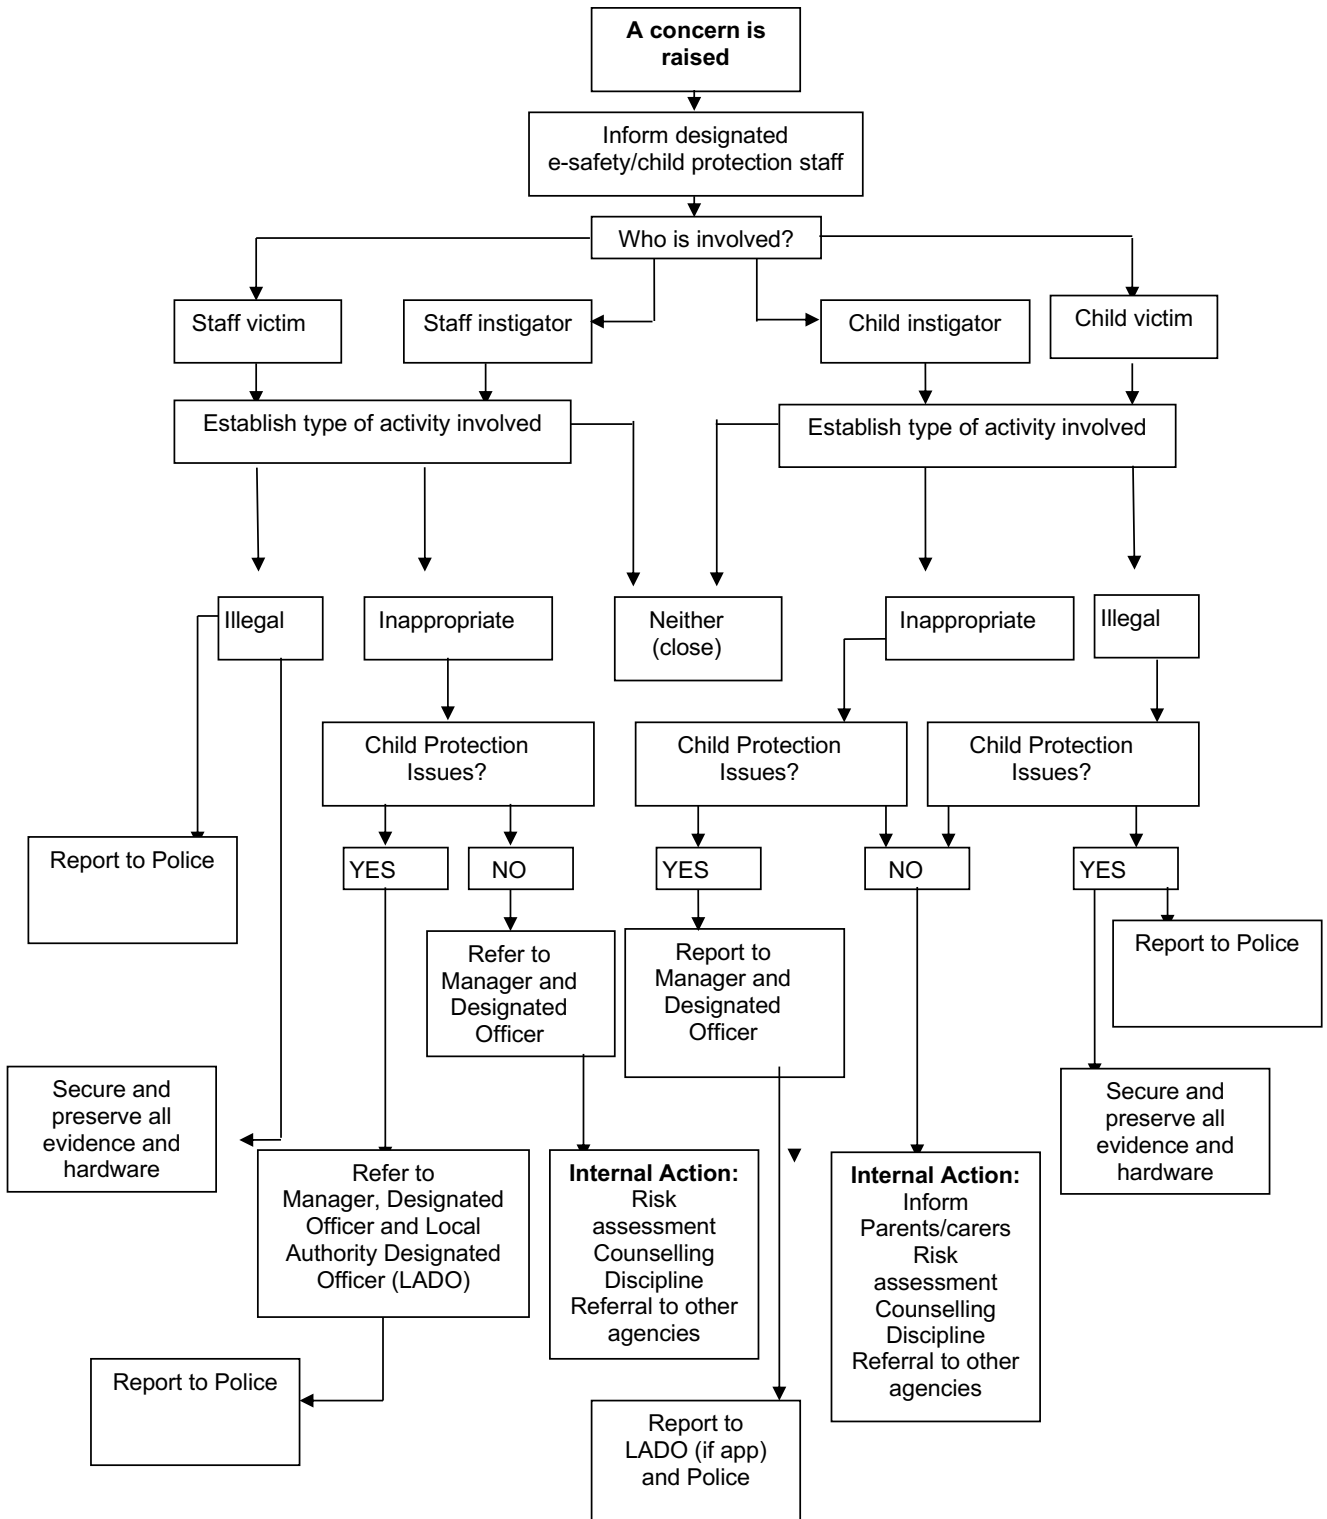 A concern is
raised
Inform designated
e-safety/child protection staff
Who is involved?
Staff victim
Staff instigator
Child instigator
Child victim
Establish type of activity involved
Establish type of activity involved
Illegal
Inappropriate
Neither
(close)
Inappropriate
Illegal
Child Protection
Issues?
Child Protection
Issues?
Child Protection
Issues?
Report to Police
YES
NO
YES
NO
YES
Refer to
Manager and
Designated
Officer
Report to
Manager and
Designated
Officer
Report to Police
Secure and
preserve all
evidence and
hardware
Secure and
preserve all
evidence and
hardware
Refer to
Manager, Designated
Officer and Local
Authority Designated
Officer (LADO)
Internal Action:
Risk
assessment
Counselling
Discipline
Referral to other
agencies
Internal Action:
Inform
Parents/carers
Risk
assessment
Counselling
Discipline
Referral to other
agencies
Report to Police
Report to
LADO (if app)
and Police